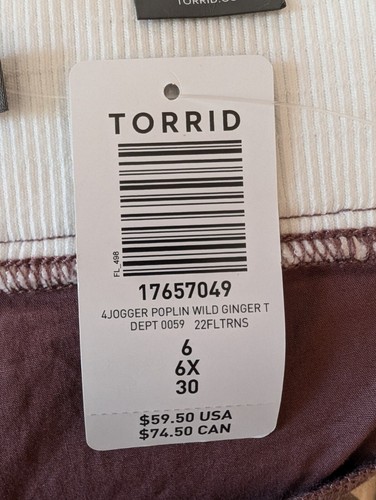 TORRID
FL_498
17657049
4JOGGER POPLIN WILD GINGER T
DEPT 0059 22FLTRNS
6
6X
30
$59.50 USA
$74.50 CAN